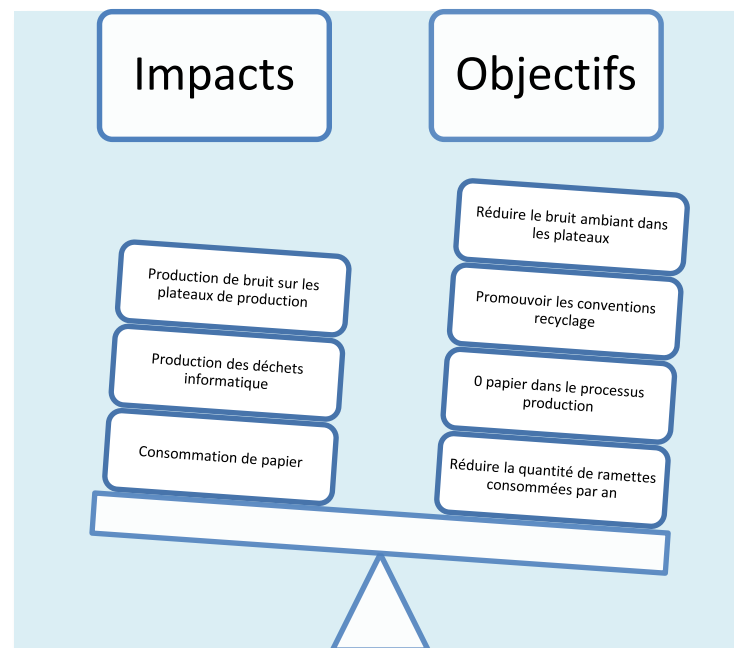 Impacts
Objectifs
Production de bruit sur les
plateaux de production
Production des déchets
informatique
Consommation de papier
Réduire le bruit ambiant dans
les plateaux
Promouvoir les conventions
recyclage
0 papier dans le processus
production
Réduire la quantité de ramettes
consommées par an